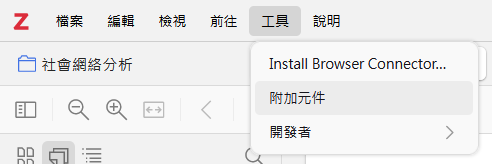 Z 檔案 編輯 檢視 前往 工具 說明
社會網絡分析
Install Browser Connector...
附加元件
開發者